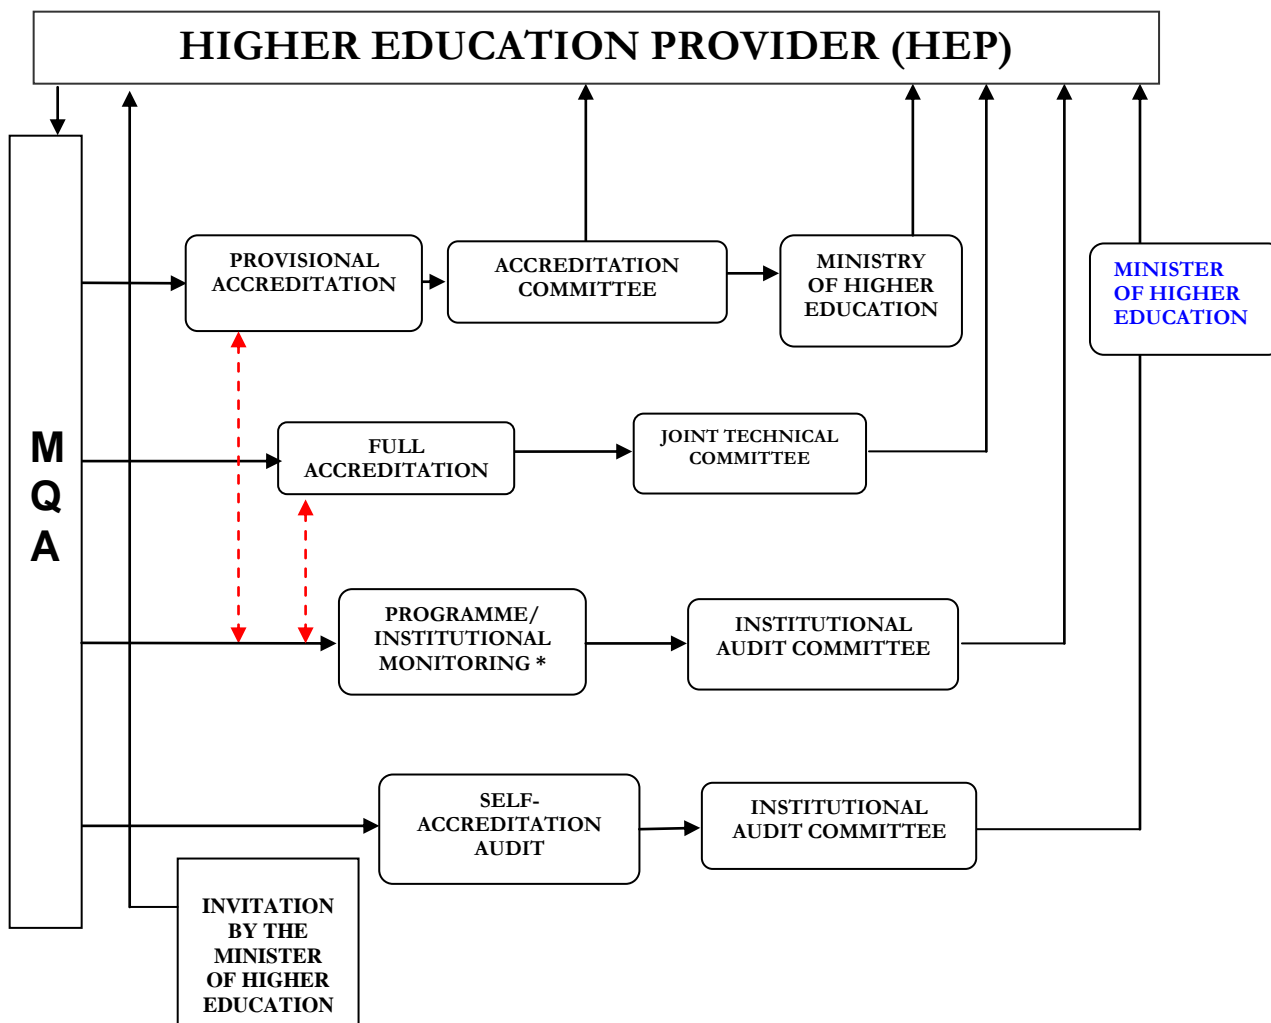 HIGHER EDUCATION PROVIDER (HEP)
M
Q
A
PROVISIONAL
ACCREDITATION
ACCREDITATION
COMMITTEE
MINISTRY
OF HIGHER
EDUCATION
MINISTER
OF HIGHER
EDUCATION
FULL
ACCREDITATION
JOINT TECHNICAL
COMMITTEE
PROGRAMME/
INSTITUTIONAL
MONITORING *
INSTITUTIONAL
AUDIT COMMITTEE
SELF-
ACCREDITATION
AUDIT
INSTITUTIONAL
AUDIT COMMITTEE
INVITATION
BY THE
MINISTER
OF HIGHER
EDUCATION